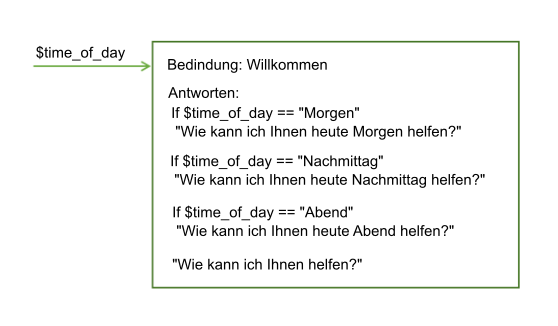 $time_of_day
Bedingung: Willkommen
Antworten:
If $time_of_day == "Morgen"
"Wie kann ich Ihnen heute Morgen helfen?"
If $time_of_day == "Nachmittag"
"Wie kann ich Ihnen heute Nachmittag helfen?"
If $time_of_day == "Abend"
"Wie kann ich Ihnen heute Abend helfen?"
"Wie kann ich Ihnen helfen?"